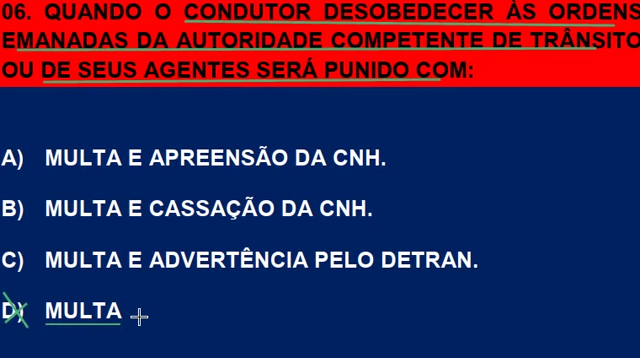 06. QUANDO O CONDUTOR DESOBEDECER ÀS ORDENS
EMANADAS DA AUTORIDADE COMPETENTE DE TRÂNSITO
OU DE SEUS AGENTES SERÁ PUNIDO COM:
A) MULTA E APREENSÃO DA CNH.
B) MULTA E CASSAÇÃO DA CNH.
C) MULTA E ADVERTÊNCIA PELO DETRAN.
D) MULTA